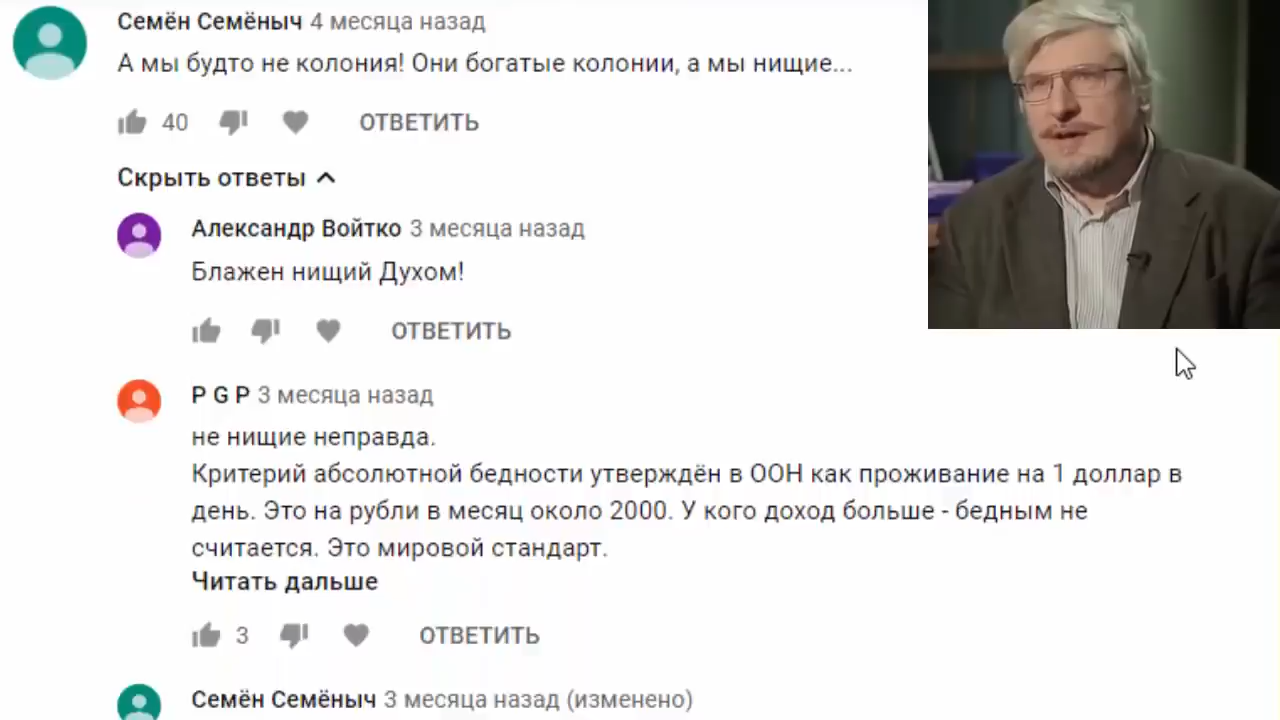 Семён Семёныч 4 месяца назад
А мы будто не колония! Они богатые колонии, а мы нищие...
40 ОТВЕТИТЬ
Скрыть ответы
Александр Войтко 3 месяца назад
Блажен нищий Духом!
ОТВЕТИТЬ
P G P 3 месяца назад
не нищие неправда.
Критерий абсолютной бедности утверждён в ООН как проживание на 1 доллар в
день. Это на рубли в месяц около 2000. У кого доход больше - бедным не
считается. Это мировой стандарт.
Читать дальше
3 ОТВЕТИТЬ
Семён Семёныч 3 месяца назад (изменено)